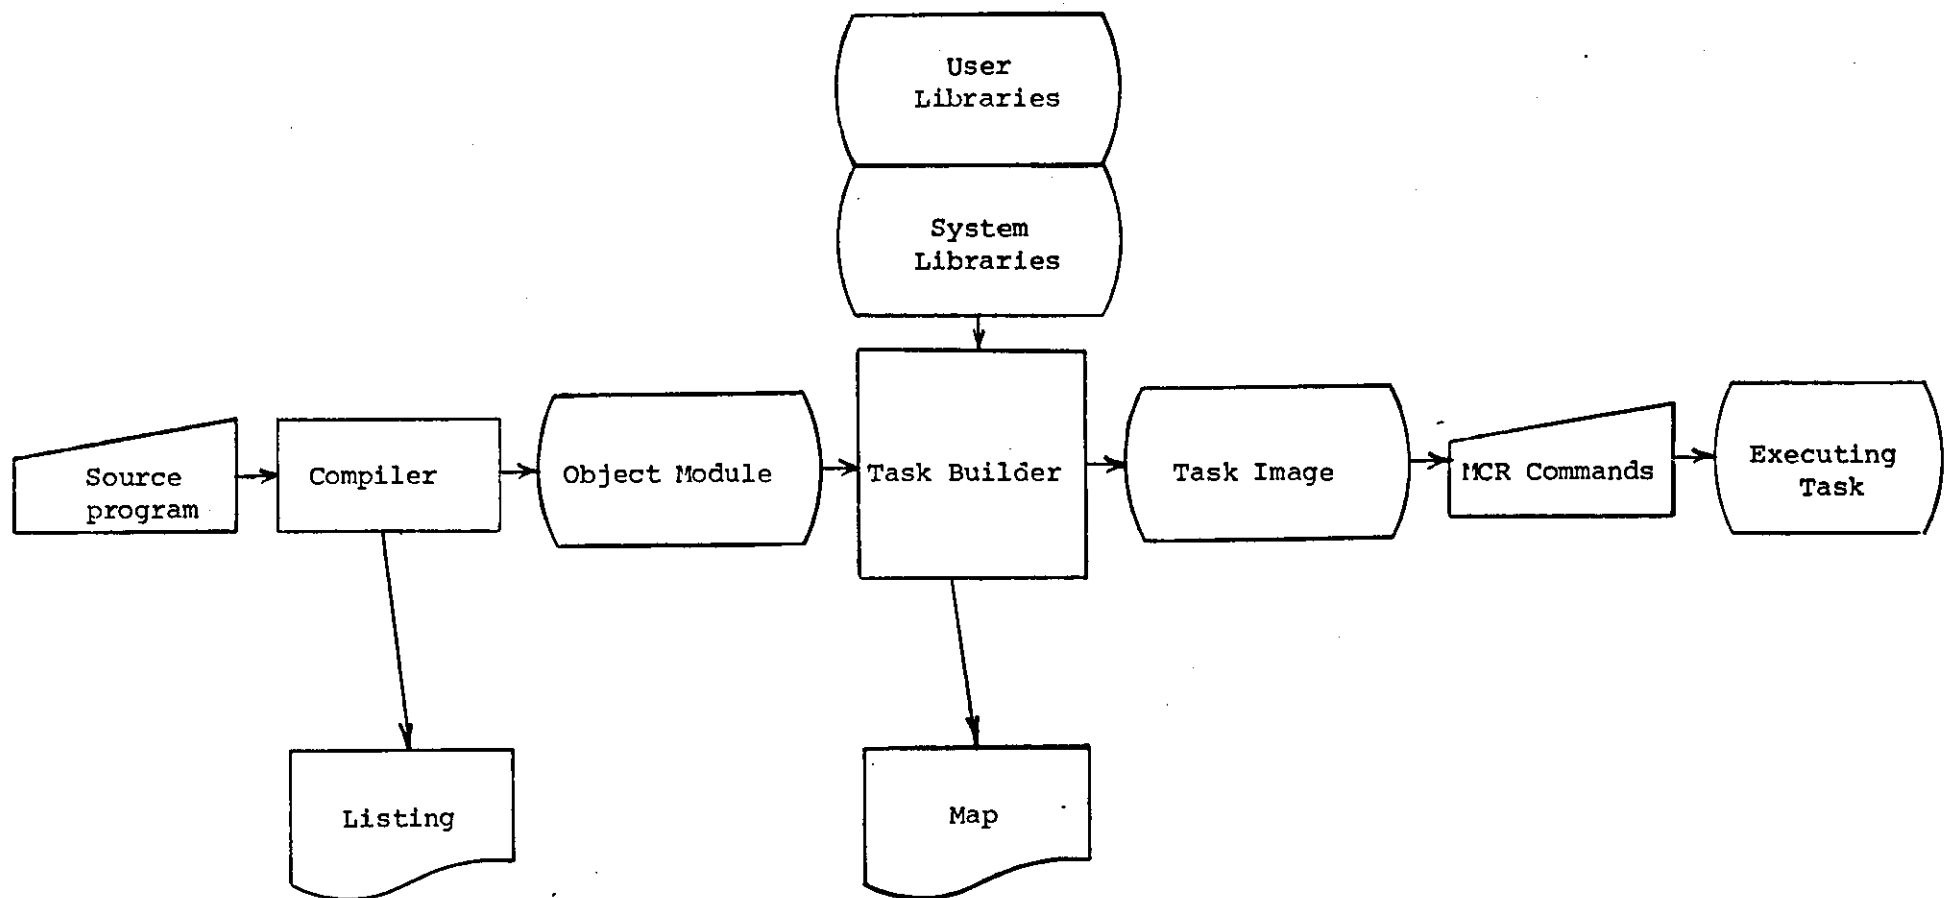 User
Libraries
System
Libraries
Source
program
Compiler
Object Module
Task Builder
Task Image
MCR Commands
Executing
Task
Listing
Map